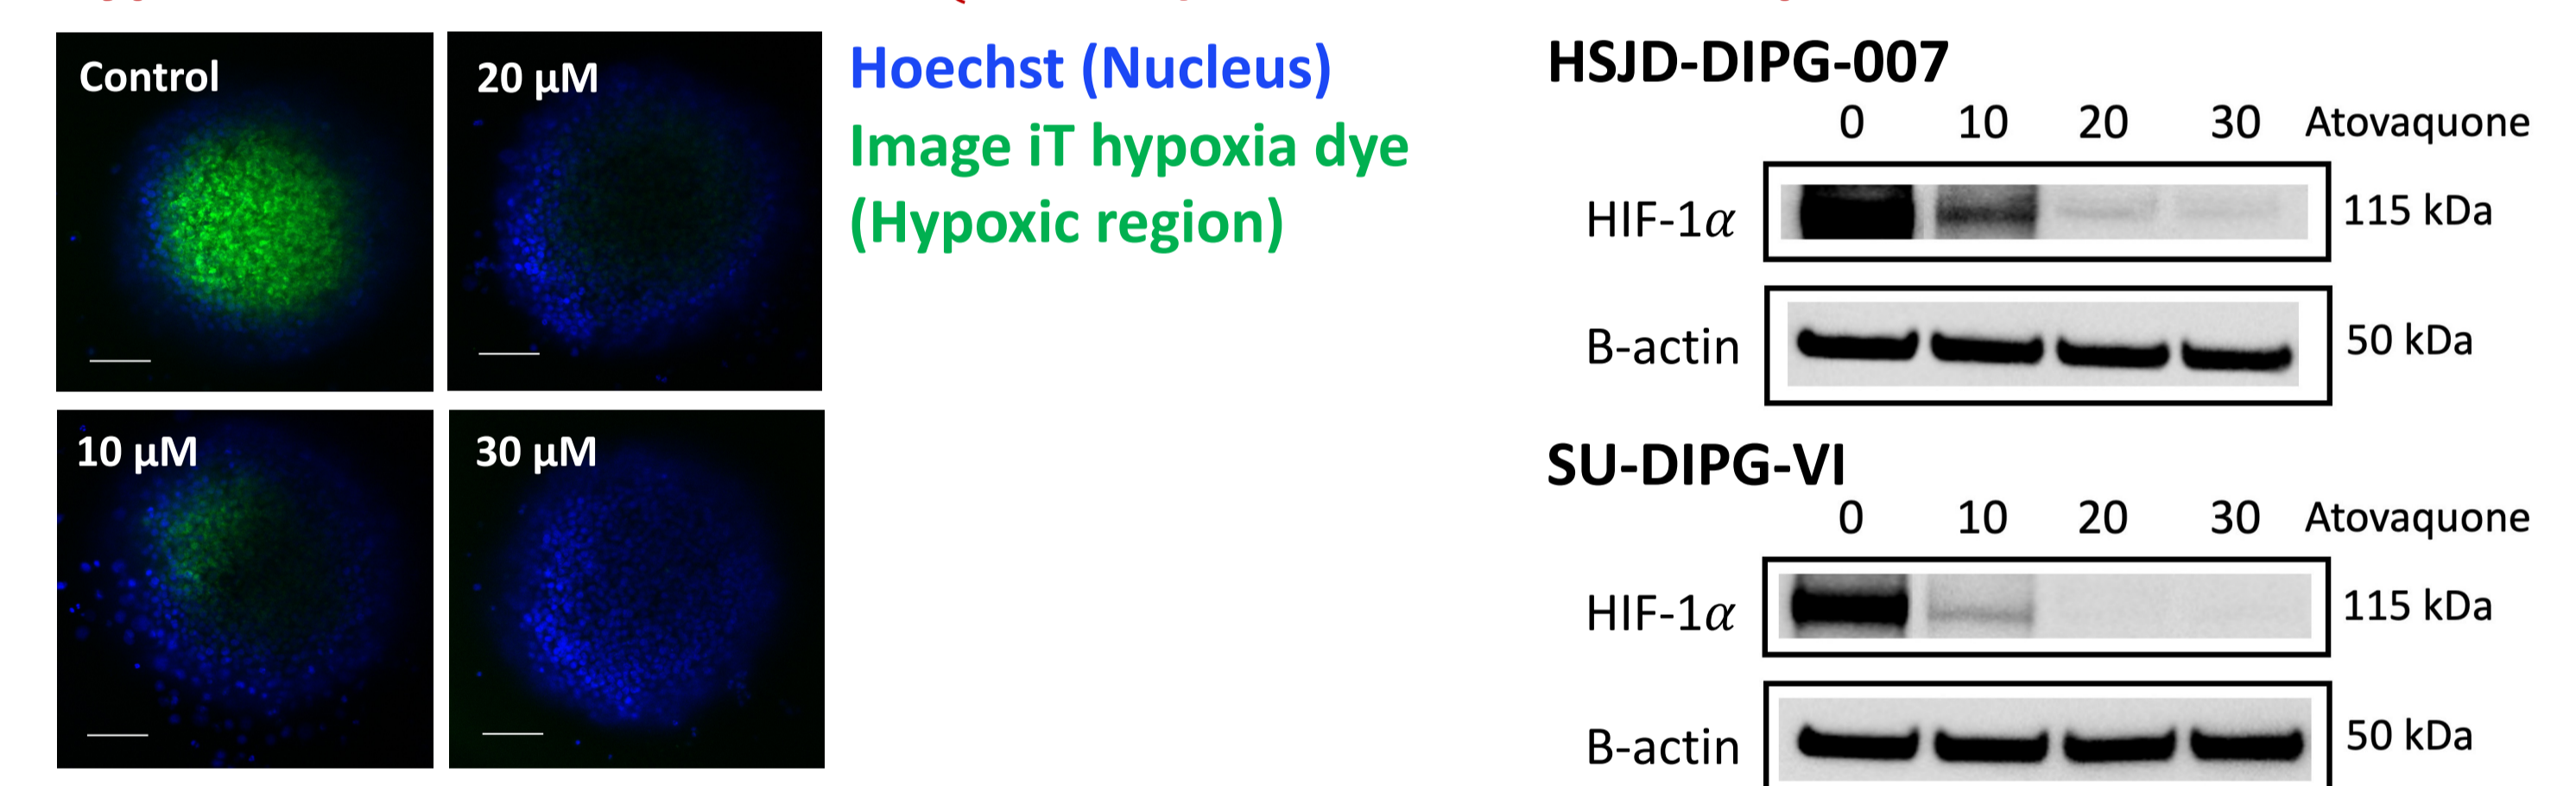 Control
20 µM
10 µM
30 µM
Hoechst (Nucleus)
Image iT hypoxia dye
(Hypoxic region)
HSJD-DIPG-007
0 10 20 30 Atovaquone
HIF-1α 115 kDa
B-actin 50 kDa
SU-DIPG-VI
0 10 20 30 Atovaquone
HIF-1α 115 kDa
B-actin 50 kDa